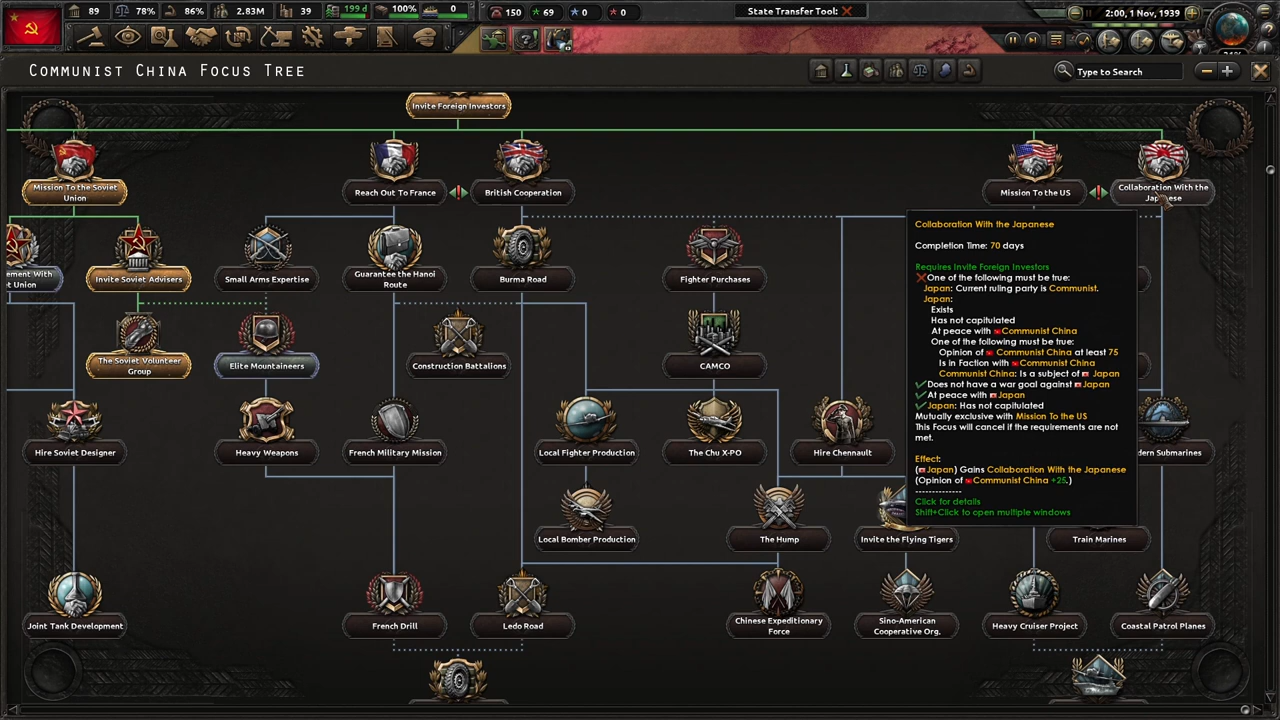 89
78%
86%
2.83M
39
199 d
100%
0
150
69
0
0
State Transfer Tool:
2:00, 1 Nov, 1939
COMMUNIST CHINA FOCUS TREE
Type to Search
Invite Foreign Investors
Mission To the Soviet
Union
Reach Out To France
British Cooperation
Mission To the US
Collaboration With the
Japanese
ement With
et Union
Invite Soviet Advisers
Small Arms Expertise
Guarantee the Hanoi
Route
Burma Road
Fighter Purchases
The Soviet Volunteer
Group
Elite Mountaineers
Construction Battalions
CAMCO
Hire Soviet Designer
Heavy Weapons
French Military Mission
Local Fighter Production
The Chu X-PO
Hire Chennault
dern Submarines
Local Bomber Production
The Hump
Invite the Flying Tigers
Train Marines
Joint Tank Development
French Drill
Ledo Road
Chinese Expeditionary
Force
Sino-American
Cooperative Org.
Heavy Cruiser Project
Coastal Patrol Planes
Collaboration With the Japanese
Completion Time: 70 days
Requires Invite Foreign Investors
One of the following must be true:
Japan: Current ruling party is Communist.
Japan:
Exists
Has not capitulated
At peace with Communist China
One of the following must be true:
Opinion of Communist China at least 75
Is in Faction with Communist China
Communist China: Is a subject of Japan
Does not have a war goal against Japan
At peace with Japan
Japan: Has not capitulated
Mutually exclusive with Mission To the US
This Focus will cancel if the requirements are not
met.
Effect:
(Japan) Gains Collaboration With the Japanese
(Opinion of Communist China +25.)
--------------
Click for details
Shift+Click to open multiple windows